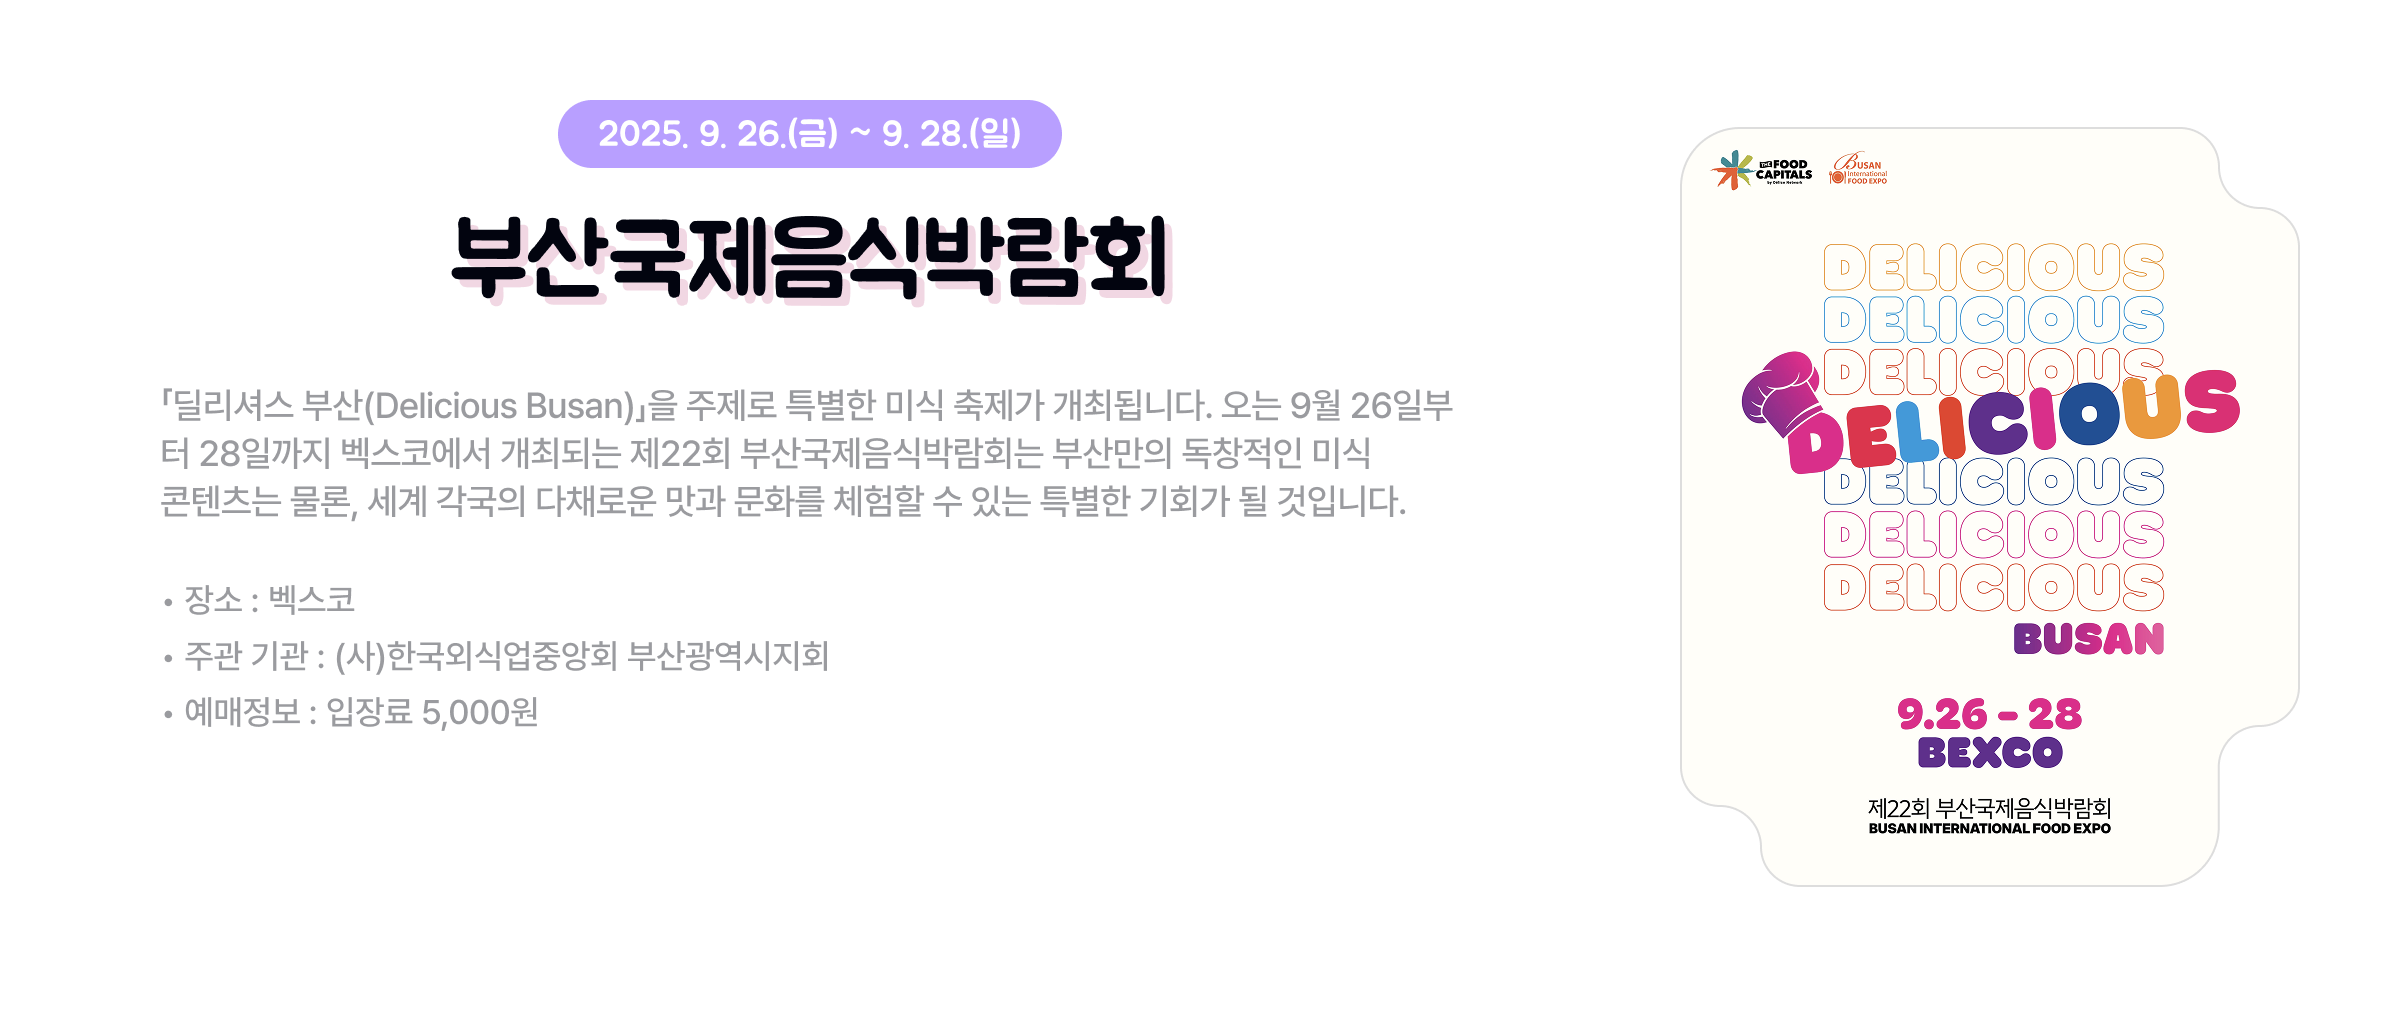 2025. 9. 26.(금) ~ 9. 28.(일)
부산국제음식박람회
「딜리셔스 부산(Delicious Busan)」을 주제로 특별한 미식 축제가 개최됩니다. 오는 9월 26일부
터 28일까지 벡스코에서 개최되는 제22회 부산국제음식박람회는 부산만의 독창적인 미식
콘텐츠는 물론, 세계 각국의 다채로운 맛과 문화를 체험할 수 있는 특별한 기회가 될 것입니다.
• 장소 : 벡스코
• 주관 기관 : (사)한국외식업중앙회 부산광역시지회
• 예매정보 : 입장료 5,000원
THE FOOD
CAPITALS
by Délice Network
BUSAN
International
FOOD EXPO
DELICIOUS
DELICIOUS
DELICIOUS
DELICIOUS
DELICIOUS
DELICIOUS
DELICIOUS
BUSAN
9.26 - 28
BEXCO
제22회 부산국제음식박람회
BUSAN INTERNATIONAL FOOD EXPO